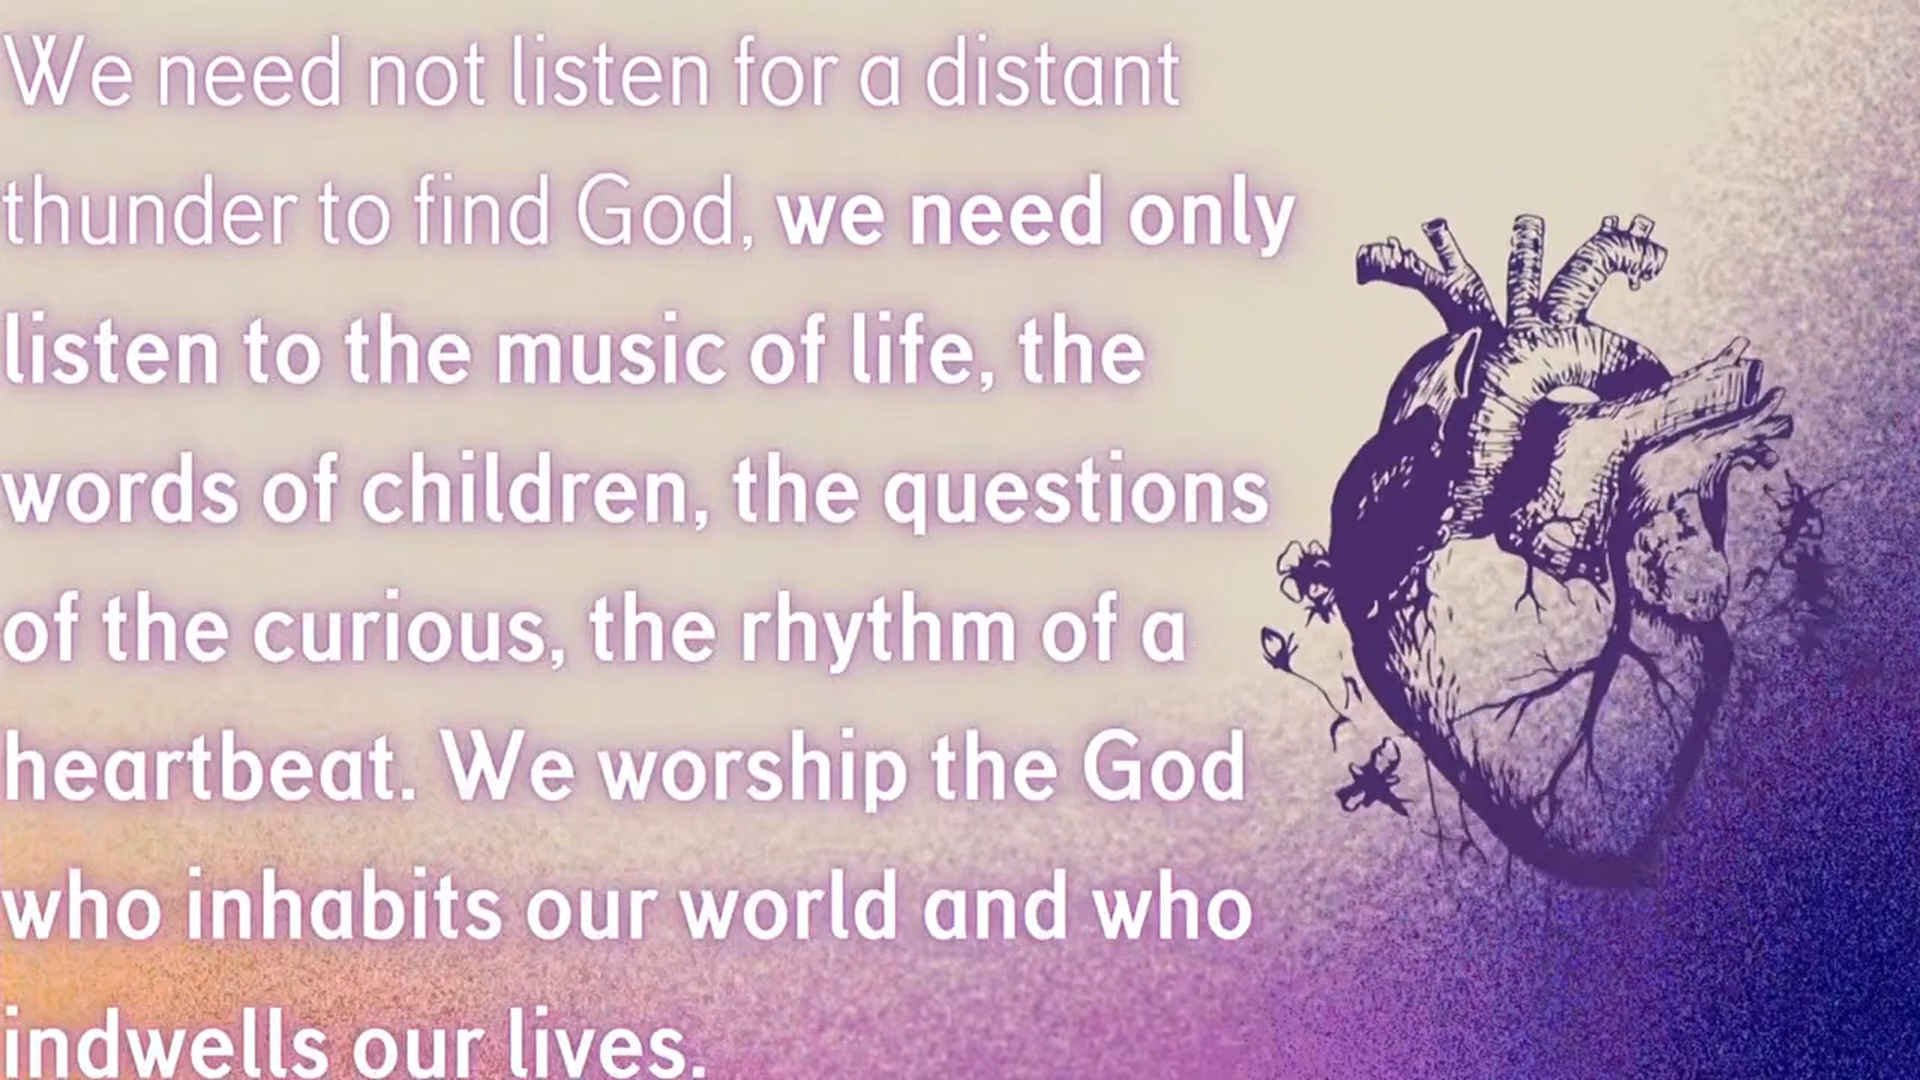 We need not listen for a distant
thunder to find God, we need only
listen to the music of life, the
words of children, the questions
of the curious, the rhythm of a
heartbeat. We worship the God
who inhabits our world and who
indwells our lives.